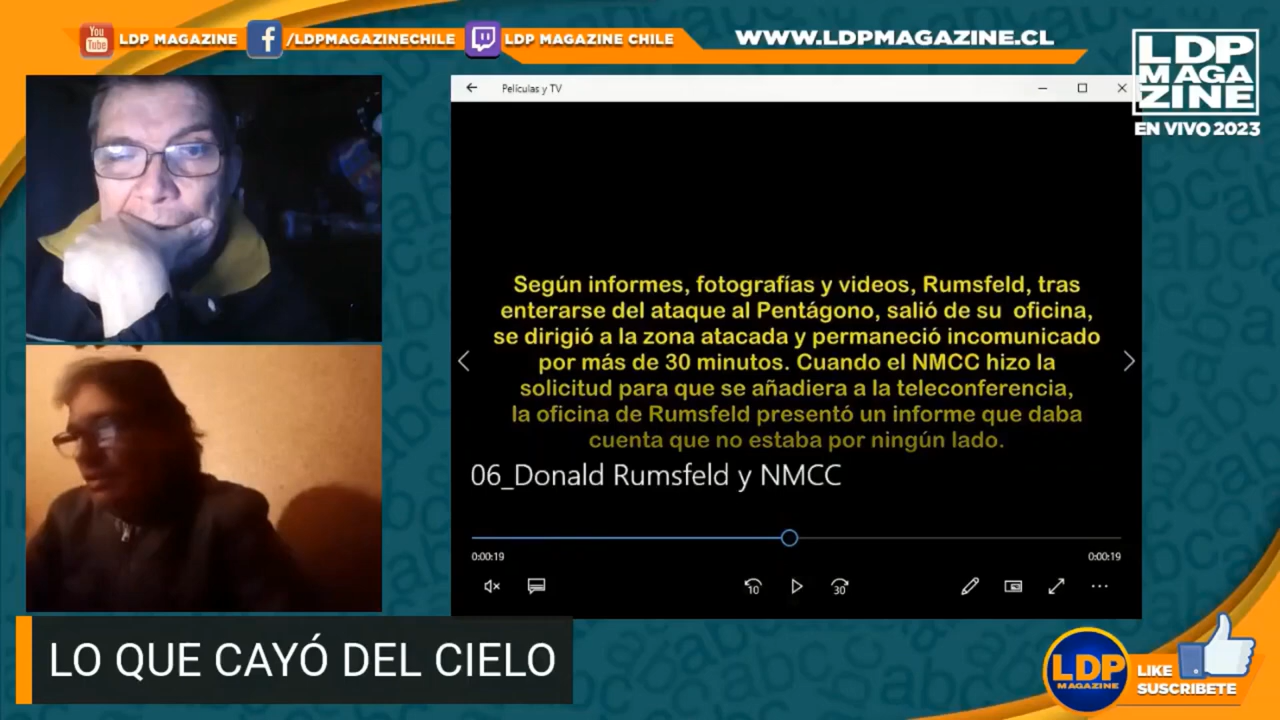 You
Tube
LDP MAGAZINE
/LDPMAGAZINECHILE
LDP MAGAZINE CHILE
WWW.LDPMAGAZINE.CL
LDP
MAGA
ZINE
EN VIVO 2023
Películas y TV
Según informes, fotografías y videos, Rumsfeld, tras
enterarse del ataque al Pentágono, salió de su oficina,
se dirigió a la zona atacada y permaneció incomunicado
por más de 30 minutos. Cuando el NMCC hizo la
solicitud para que se añadiera a la teleconferencia,
la oficina de Rumsfeld presentó un informe que daba
cuenta que no estaba por ningún lado.
06_Donald Rumsfeld y NMCC
0:00:19
0:00:19
10
30
LO QUE CAYÓ DEL CIELO
LDP
MAGAZINE
LIKE
SUSCRIBETE